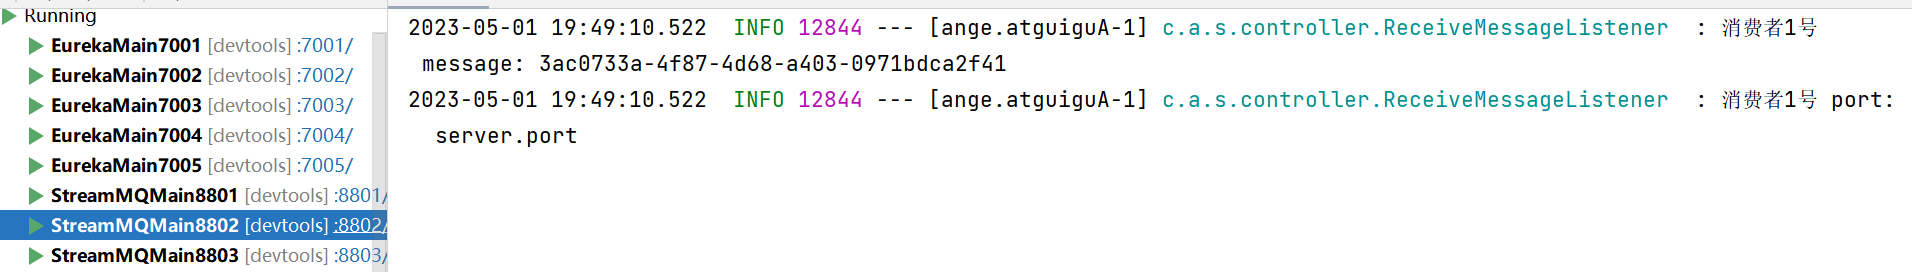 Running
EurekaMain7001 [devtools] :7001/
EurekaMain7002 [devtools] :7002/
EurekaMain7003 [devtools] :7003/
EurekaMain7004 [devtools] :7004/
EurekaMain7005 [devtools] :7005/
StreamMQMain8801 [devtools] :8801/
StreamMQMain8802 [devtools] :8802/
StreamMQMain8803 [devtools] :8803/
2023-05-01 19:49:10.522  INFO 12844 --- [ange.atguiguA-1] c.a.s.controller.ReceiveMessageListener  : 消费者1号
message: 3ac0733a-4f87-4d68-a403-0971bdca2f41
2023-05-01 19:49:10.522  INFO 12844 --- [ange.atguiguA-1] c.a.s.controller.ReceiveMessageListener  : 消费者1号 port:
server.port